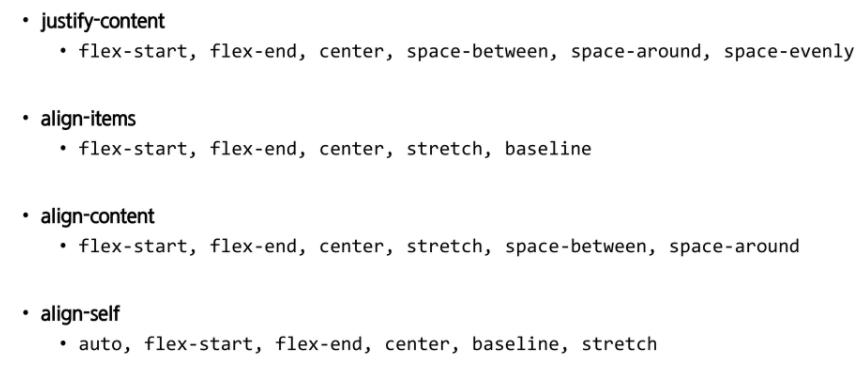 • justify-content
• flex-start, flex-end, center, space-between, space-around, space-evenly
• align-items
• flex-start, flex-end, center, stretch, baseline
• align-content
• flex-start, flex-end, center, stretch, space-between, space-around
• align-self
• auto, flex-start, flex-end, center, baseline, stretch